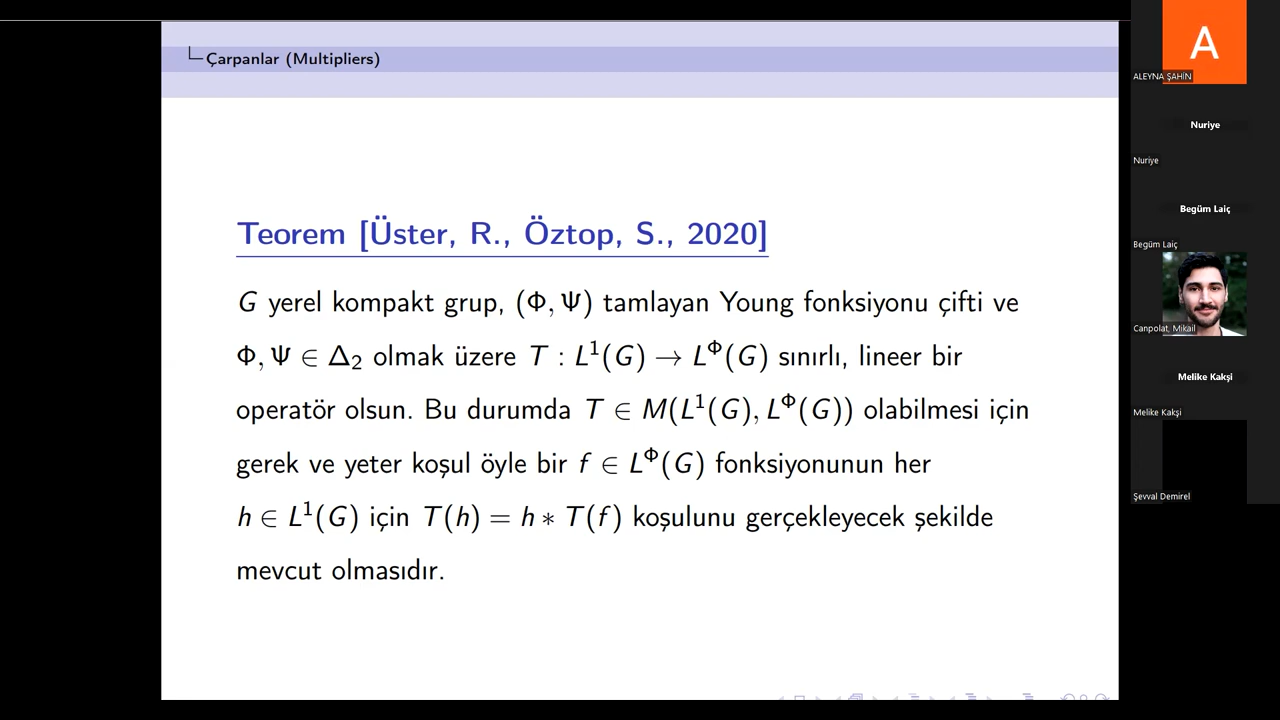 Çarpanlar (Multipliers)
Teorem [Üster, R., Öztop, S., 2020]
G yerel kompakt grup, (Φ, Ψ) tamlayan Young fonksiyonu çifti ve
Φ, Ψ ∈ Δ₂ olmak üzere T : L¹(G) → L^Φ(G) sınırlı, lineer bir
operatör olsun. Bu durumda T ∈ M(L¹(G), L^Φ(G)) olabilmesi için
gerek ve yeter koşul öyle bir f ∈ L^Φ(G) fonksiyonunun her
h ∈ L¹(G) için T(h) = h ∗ T(f) koşulunu gerçekleyecek şekilde
mevcut olmasıdır.
A
ALEYNA ŞAHİN
Nuriye
Nuriye
Begüm Laiç
Begüm Laiç
Canpolat, Mikail
Melike Kakşi
Melike Kakşi
Şevval Demirel